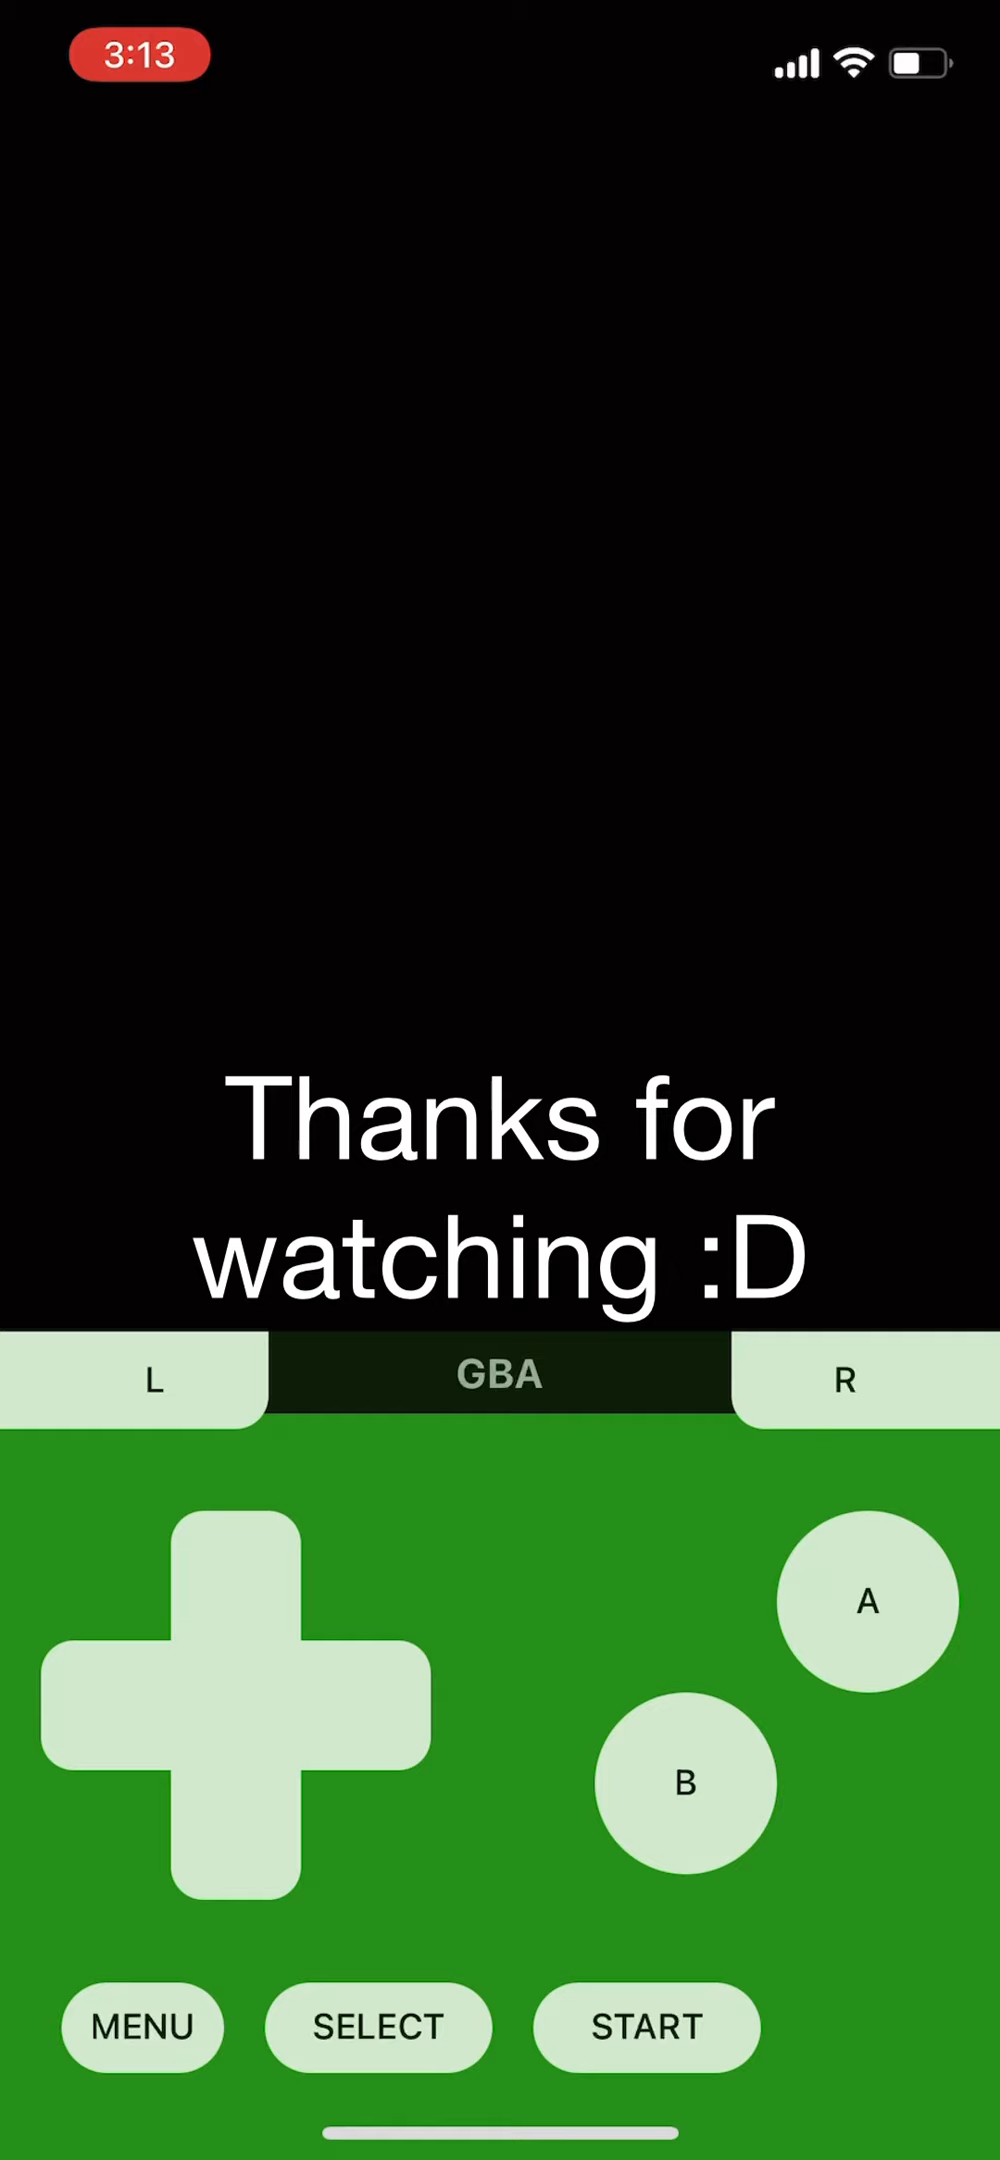 3:13
Thanks for
watching :D
L GBA R
A
B
MENU SELECT START